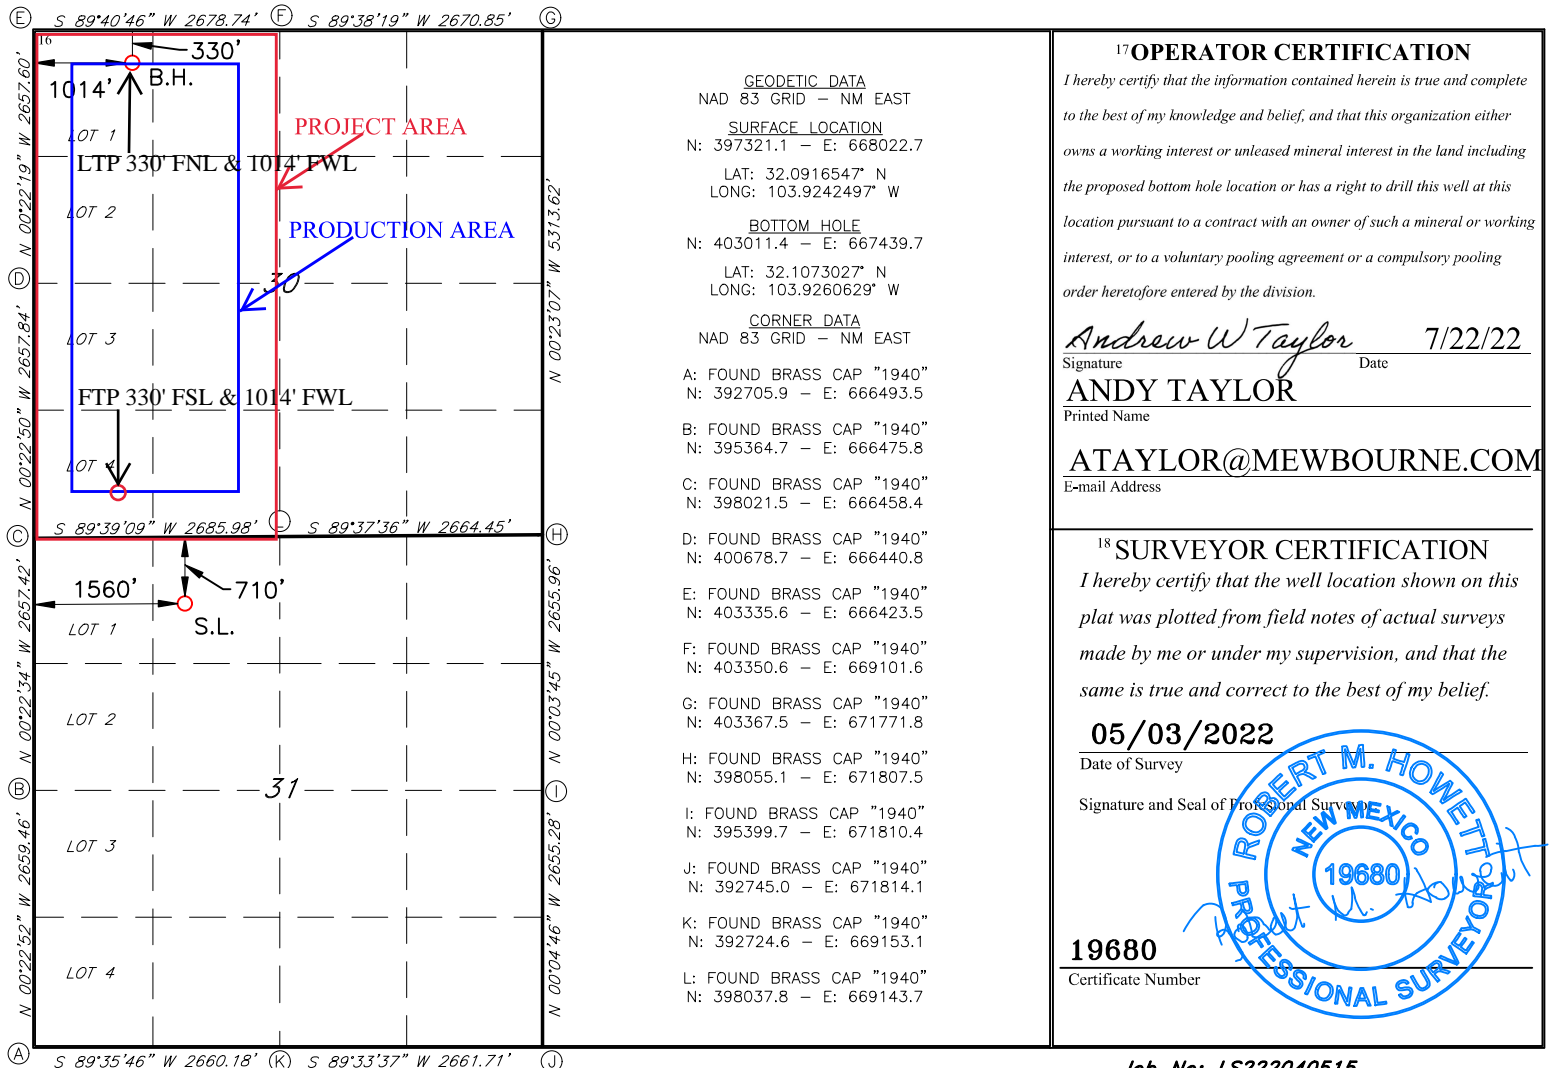 E S 89°40'46" W 2678.74' F S 89°38'19" W 2670.85' G
16
330'
1014' B.H.
N 00°22'19" W 2657.60'
LOT 1
PROJECT AREA
LTP 330' FNL & 1014' FWL
LOT 2
PRODUCTION AREA
N 00°23'07" W 5313.62'
D
30
N 00°22'50" W 2657.84'
LOT 3
FTP 330' FSL & 1014' FWL
LOT 4
C S 89°39'09" W 2685.98' L S 89°37'36" W 2664.45' H
1560' 710'
S.L.
N 00°22'34" W 2657.42'
LOT 1
N 00°03'45" W 2655.96'
LOT 2
B 31 I
N 00°22'52" W 2659.46'
LOT 3
N 00°04'46" W 2655.28'
LOT 4
A S 89°35'46" W 2660.18' K S 89°33'37" W 2661.71' J
GEODETIC DATA
NAD 83 GRID – NM EAST
SURFACE LOCATION
N: 397321.1 – E: 668022.7
LAT: 32.0916547° N
LONG: 103.9242497° W
BOTTOM HOLE
N: 403011.4 – E: 667439.7
LAT: 32.1073027° N
LONG: 103.9260629° W
CORNER DATA
NAD 83 GRID – NM EAST
A: FOUND BRASS CAP "1940"
N: 392705.9 – E: 666493.5
B: FOUND BRASS CAP "1940"
N: 395364.7 – E: 666475.8
C: FOUND BRASS CAP "1940"
N: 398021.5 – E: 666458.4
D: FOUND BRASS CAP "1940"
N: 400678.7 – E: 666440.8
E: FOUND BRASS CAP "1940"
N: 403335.6 – E: 666423.5
F: FOUND BRASS CAP "1940"
N: 403350.6 – E: 669101.6
G: FOUND BRASS CAP "1940"
N: 403367.5 – E: 671771.8
H: FOUND BRASS CAP "1940"
N: 398055.1 – E: 671807.5
I: FOUND BRASS CAP "1940"
N: 395399.7 – E: 671810.4
J: FOUND BRASS CAP "1940"
N: 392745.0 – E: 671814.1
K: FOUND BRASS CAP "1940"
N: 392724.6 – E: 669153.1
L: FOUND BRASS CAP "1940"
N: 398037.8 – E: 669143.7
17 OPERATOR CERTIFICATION
I hereby certify that the information contained herein is true and complete
to the best of my knowledge and belief, and that this organization either
owns a working interest or unleased mineral interest in the land including
the proposed bottom hole location or has a right to drill this well at this
location pursuant to a contract with an owner of such a mineral or working
interest, or to a voluntary pooling agreement or a compulsory pooling
order heretofore entered by the division.
Andrew W Taylor 7/22/22
Signature Date
ANDY TAYLOR
Printed Name
ATAYLOR@MEWBOURNE.COM
E-mail Address
18 SURVEYOR CERTIFICATION
I hereby certify that the well location shown on this
plat was plotted from field notes of actual surveys
made by me or under my supervision, and that the
same is true and correct to the best of my belief.
05/03/2022
Date of Survey
Signature and Seal of Professional Surveyor
ROBERT M. HOWETT
NEW MEXICO
19680
PROFESSIONAL SURVEYOR
Robert M. Howett
19680
Certificate Number
Job No: LS222040515